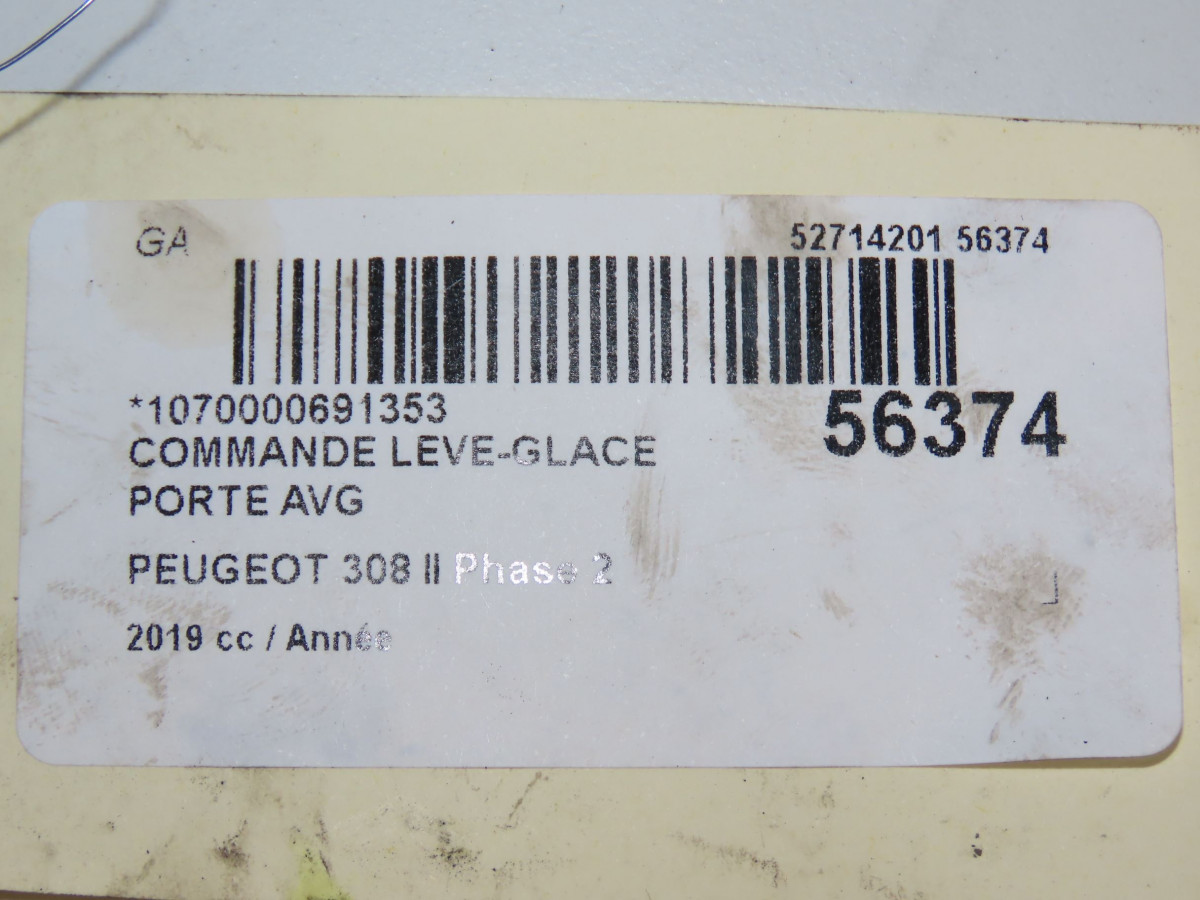 GA
52714201 56374
*1070000691353
56374
COMMANDE LEVE-GLACE
PORTE AVG
PEUGEOT 308 II Phase 2
2019 cc / Année